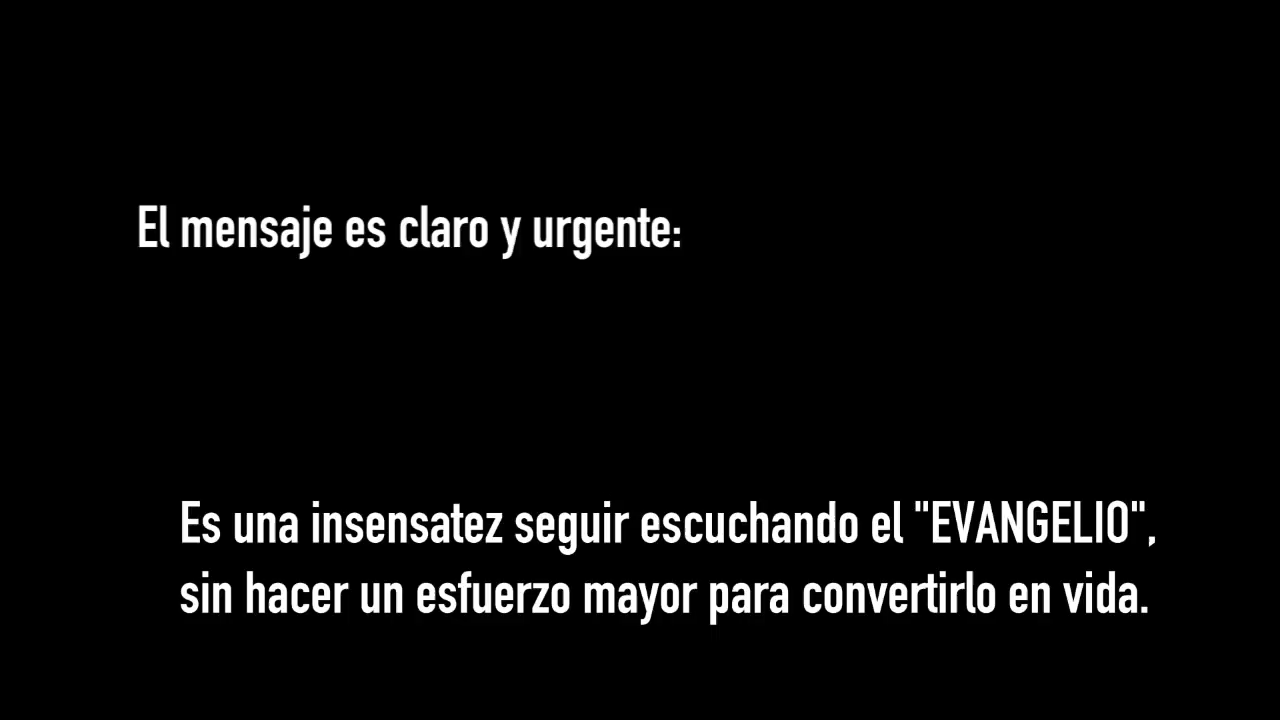 El mensaje es claro y urgente:
Es una insensatez seguir escuchando el "EVANGELIO",
sin hacer un esfuerzo mayor para convertirlo en vida.